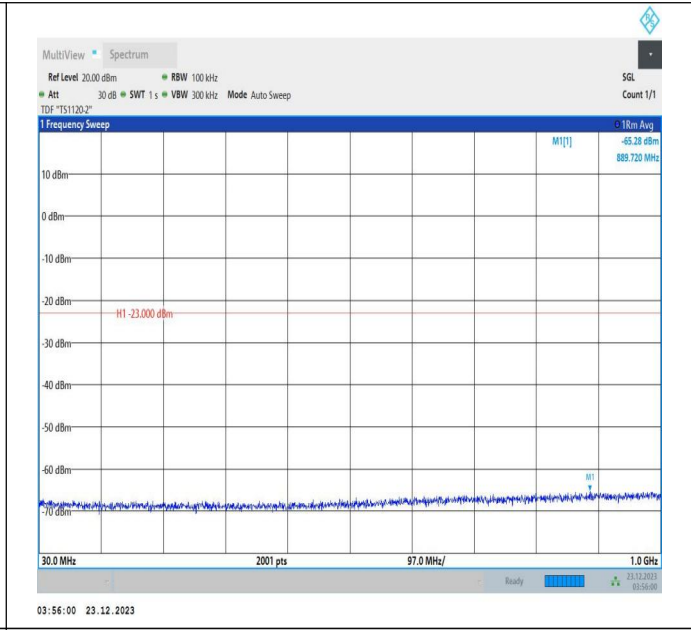 MultiView Spectrum
Ref Level 20.00 dBm RBW 100 kHz SGL
Att 30 dB SWT 1 s VBW 300 kHz Mode Auto Sweep Count 1/1
TDF "TS1120-2"
1 Frequency Sweep 1Rm Avg
M1[1] -65.28 dBm
889.720 MHz
10 dBm
0 dBm
-10 dBm
-20 dBm
H1 -23.000 dBm
-30 dBm
-40 dBm
-50 dBm
-60 dBm
M1
-70 dBm
30.0 MHz 2001 pts 97.0 MHz/ 1.0 GHz
Ready 23.12.2023
03:56:00
03:56:00 23.12.2023